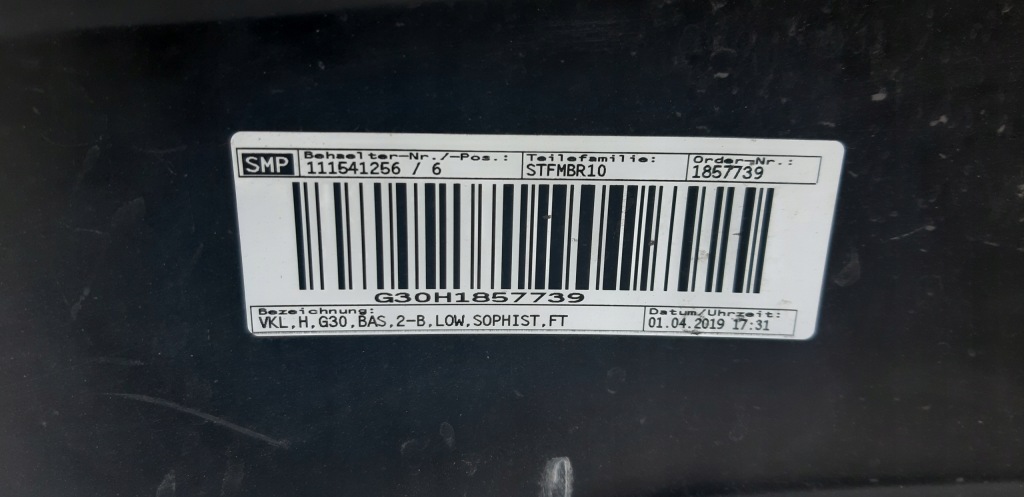 SMP
Behaelter-Nr./-Pos.: Teilefamilie: Order-Nr.:
111541256 / 6 STFMBR10 1857739
G30H1857739
Bezeichnung: Datum/Uhrzeit:
VKL,H,G30,BAS,2-B,LOW,SOPHIST,FT 01.04.2019 17:31